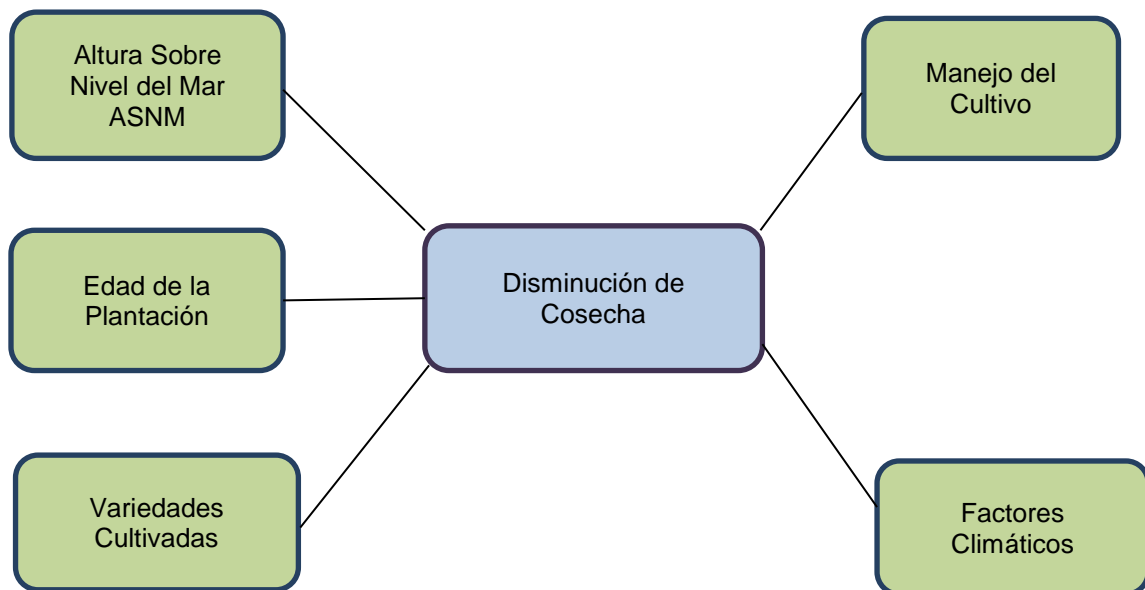 Altura Sobre
Nivel del Mar
ASNM
Manejo del
Cultivo
Edad de la
Plantación
Disminución de
Cosecha
Variedades
Cultivadas
Factores
Climáticos